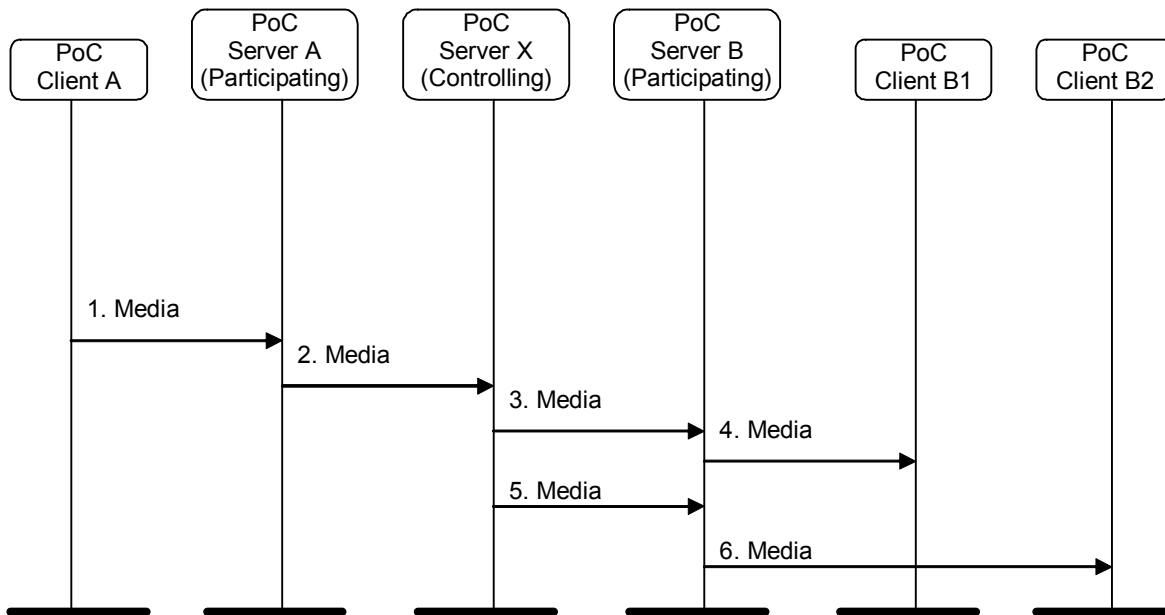 PoC
Client A
PoC
Server A
(Participating)
PoC
Server X
(Controlling)
PoC
Server B
(Participating)
PoC
Client B1
PoC
Client B2
1. Media
2. Media
3. Media
4. Media
5. Media
6. Media